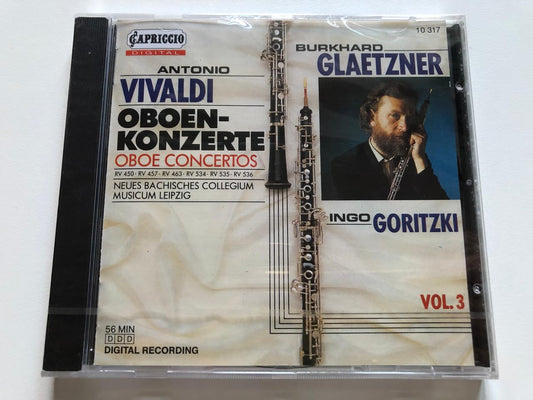 CAPRICCIO
DIGITAL
10 317
ANTONIO
VIVALDI
OBOEN-
KONZERTE
OBOE CONCERTOS
RV 450 · RV 457 · RV 463 · RV 534 · RV 535 · RV 536
NEUES BACHISCHES COLLEGIUM
MUSICUM LEIPZIG
BURKHARD
GLAETZNER
INGO
GORITZKI
VOL. 3
56 MIN
DDD
DIGITAL RECORDING